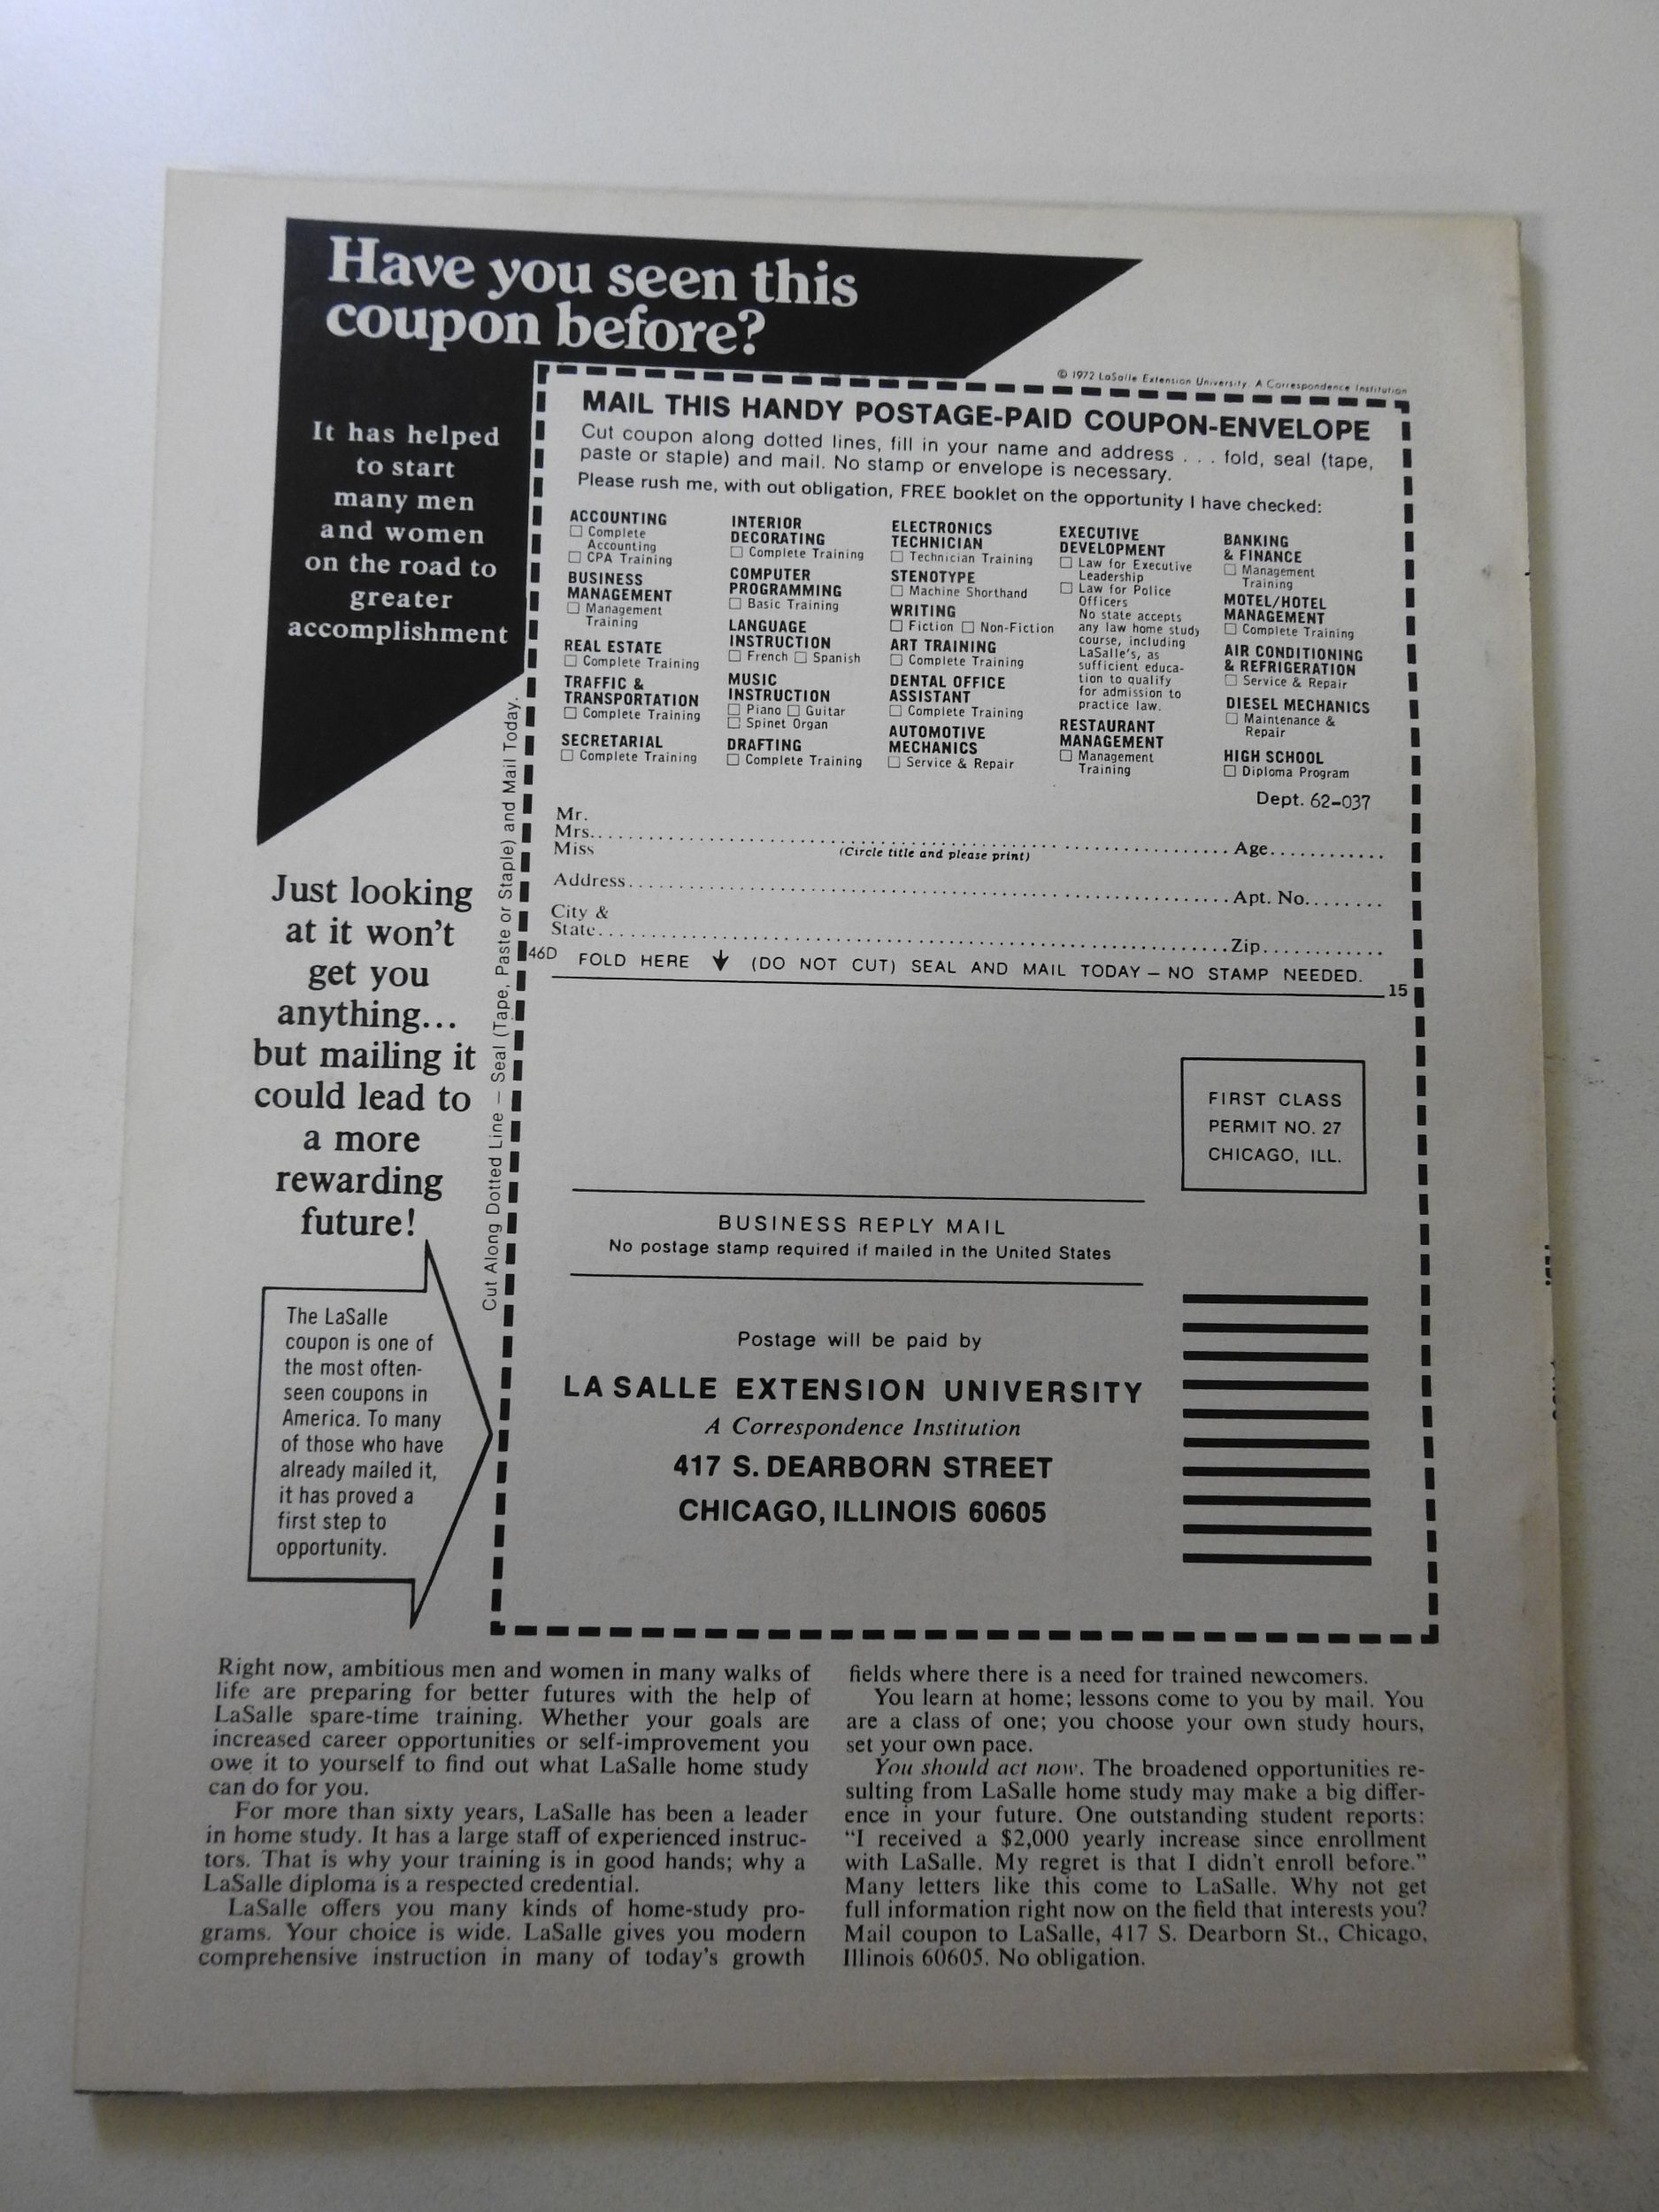 Have you seen this
coupon before?
It has helped
to start
many men
and women
on the road to
greater
accomplishment
Just looking
at it won't
get you
anything...
but mailing it
could lead to
a more
rewarding
future!
The LaSalle
coupon is one of
the most often-
seen coupons in
America. To many
of those who have
already mailed it,
it has proved a
first step to
opportunity.
Cut Along Dotted Line — Seal (Tape, Paste or Staple) and Mail Today.
© 1972 LaSalle Extension University. A Correspondence Institution
MAIL THIS HANDY POSTAGE-PAID COUPON-ENVELOPE
Cut coupon along dotted lines, fill in your name and address . . . fold, seal (tape,
paste or staple) and mail. No stamp or envelope is necessary.
Please rush me, with out obligation, FREE booklet on the opportunity I have checked:
ACCOUNTING
☐ Complete
Accounting
☐ CPA Training
BUSINESS
MANAGEMENT
☐ Management
Training
REAL ESTATE
☐ Complete Training
TRAFFIC &
TRANSPORTATION
☐ Complete Training
SECRETARIAL
☐ Complete Training
INTERIOR
DECORATING
☐ Complete Training
COMPUTER
PROGRAMMING
☐ Basic Training
LANGUAGE
INSTRUCTION
☐ French ☐ Spanish
MUSIC
INSTRUCTION
☐ Piano ☐ Guitar
☐ Spinet Organ
DRAFTING
☐ Complete Training
ELECTRONICS
TECHNICIAN
☐ Technician Training
STENOTYPE
☐ Machine Shorthand
WRITING
☐ Fiction ☐ Non-Fiction
ART TRAINING
☐ Complete Training
DENTAL OFFICE
ASSISTANT
☐ Complete Training
AUTOMOTIVE
MECHANICS
☐ Service & Repair
EXECUTIVE
DEVELOPMENT
☐ Law for Executive
Leadership
☐ Law for Police
Officers
No state accepts
any law home study
course, including
LaSalle's, as
sufficient educa-
tion to qualify
for admission to
practice law.
RESTAURANT
MANAGEMENT
☐ Management
Training
BANKING
& FINANCE
☐ Management
Training
MOTEL/HOTEL
MANAGEMENT
☐ Complete Training
AIR CONDITIONING
& REFRIGERATION
☐ Service & Repair
DIESEL MECHANICS
☐ Maintenance &
Repair
HIGH SCHOOL
☐ Diploma Program
Dept. 62-037
Mr.
Mrs. Age
Miss (Circle title and please print)
Address Apt. No.
City &
State Zip
46D FOLD HERE (DO NOT CUT) SEAL AND MAIL TODAY — NO STAMP NEEDED.
15
FIRST CLASS
PERMIT NO. 27
CHICAGO, ILL.
BUSINESS REPLY MAIL
No postage stamp required if mailed in the United States
Postage will be paid by
LA SALLE EXTENSION UNIVERSITY
A Correspondence Institution
417 S. DEARBORN STREET
CHICAGO, ILLINOIS 60605
Right now, ambitious men and women in many walks of
life are preparing for better futures with the help of
LaSalle spare-time training. Whether your goals are
increased career opportunities or self-improvement you
owe it to yourself to find out what LaSalle home study
can do for you.
For more than sixty years, LaSalle has been a leader
in home study. It has a large staff of experienced instruc-
tors. That is why your training is in good hands; why a
LaSalle diploma is a respected credential.
LaSalle offers you many kinds of home-study pro-
grams. Your choice is wide. LaSalle gives you modern
comprehensive instruction in many of today's growth
fields where there is a need for trained newcomers.
You learn at home; lessons come to you by mail. You
are a class of one; you choose your own study hours,
set your own pace.
You should act now. The broadened opportunities re-
sulting from LaSalle home study may make a big differ-
ence in your future. One outstanding student reports:
"I received a $2,000 yearly increase since enrollment
with LaSalle. My regret is that I didn't enroll before."
Many letters like this come to LaSalle. Why not get
full information right now on the field that interests you?
Mail coupon to LaSalle, 417 S. Dearborn St., Chicago,
Illinois 60605. No obligation.